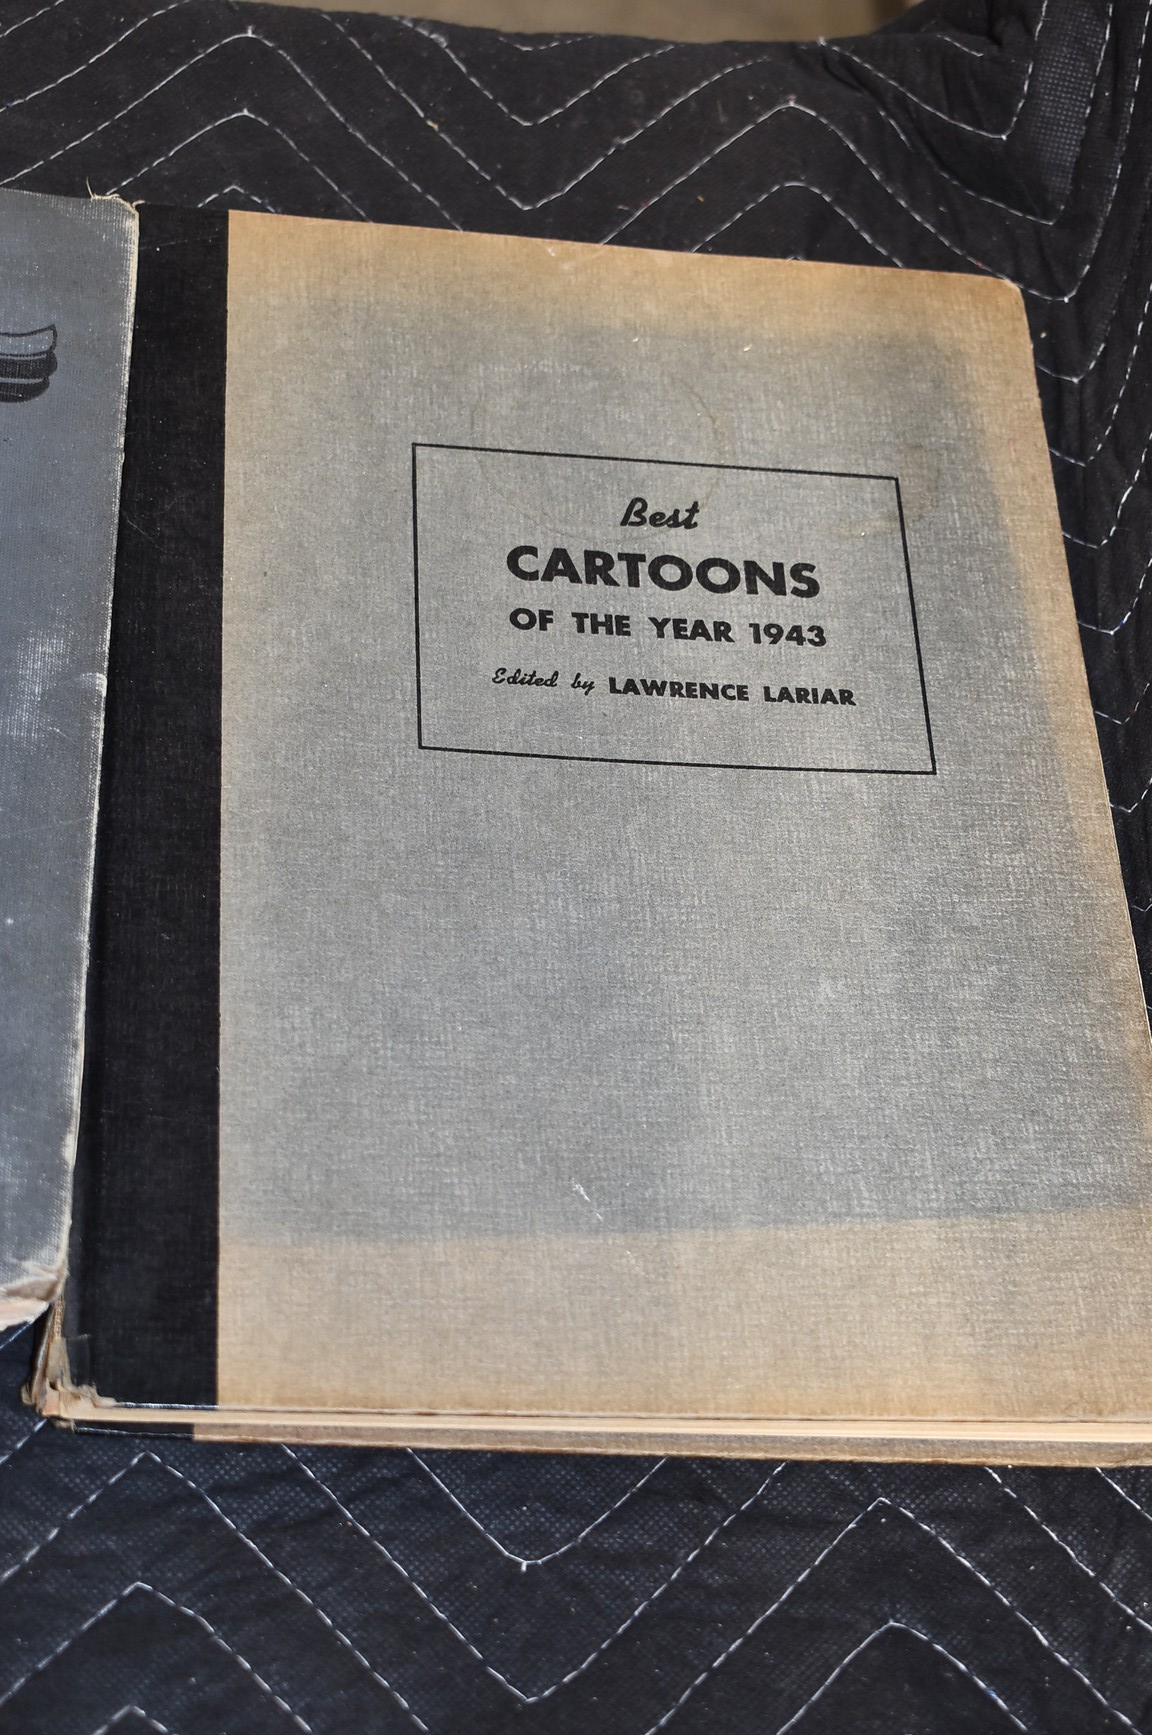 Best
CARTOONS
OF THE YEAR 1943
Edited by LAWRENCE LARIAR